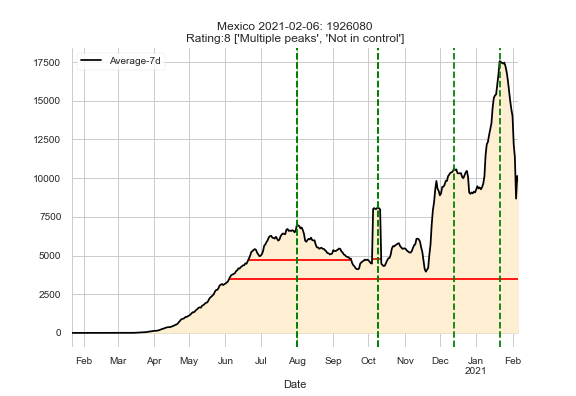 Mexico 2021-02-06: 1926080
Rating:8 ['Multiple peaks', 'Not in control']
Average-7d
17500
15000
12500
10000
7500
5000
2500
0
Feb Mar Apr May Jun Jul Aug Sep Oct Nov Dec Jan Feb
2021
Date